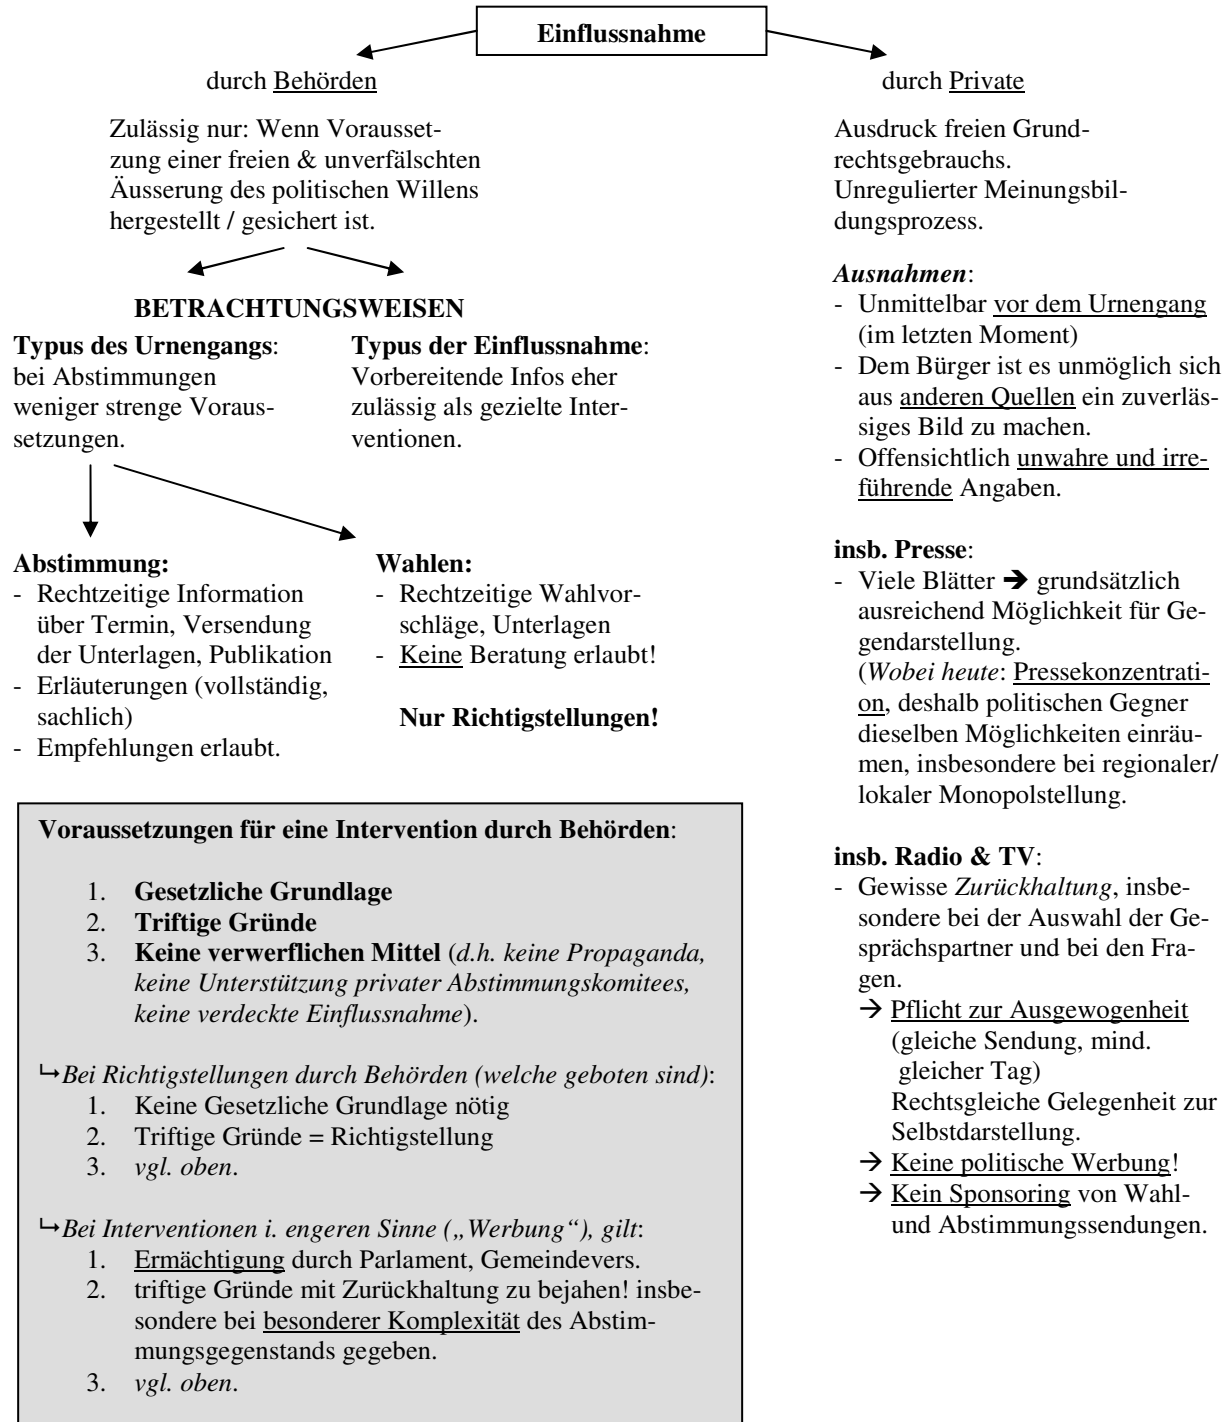 Einflussnahme
durch Behörden
Zulässig nur: Wenn Vorausset-
zung einer freien & unverfälschten
Äusserung des politischen Willens
hergestellt / gesichert ist.
BETRACHTUNGSWEISEN
Typus des Urnengangs:
bei Abstimmungen
weniger strenge Voraus-
setzungen.
Typus der Einflussnahme:
Vorbereitende Infos eher
zulässig als gezielte Inter-
ventionen.
Abstimmung:
- Rechtzeitige Information
über Termin, Versendung
der Unterlagen, Publikation
- Erläuterungen (vollständig,
sachlich)
- Empfehlungen erlaubt.
Wahlen:
- Rechtzeitige Wahlvor-
schläge, Unterlagen
- Keine Beratung erlaubt!
Nur Richtigstellungen!
Voraussetzungen für eine Intervention durch Behörden:
1. Gesetzliche Grundlage
2. Triftige Gründe
3. Keine verwerflichen Mittel (d.h. keine Propaganda,
keine Unterstützung privater Abstimmungskomitees,
keine verdeckte Einflussnahme).
↳Bei Richtigstellungen durch Behörden (welche geboten sind):
1. Keine Gesetzliche Grundlage nötig
2. Triftige Gründe = Richtigstellung
3. vgl. oben.
↳Bei Interventionen i. engeren Sinne („Werbung“), gilt:
1. Ermächtigung durch Parlament, Gemeindevers.
2. triftige Gründe mit Zurückhaltung zu bejahen! insbe-
sondere bei besonderer Komplexität des Abstim-
mungsgegenstands gegeben.
3. vgl. oben.
durch Private
Ausdruck freien Grund-
rechtsgebrauchs.
Unregulierter Meinungsbil-
dungsprozess.
Ausnahmen:
- Unmittelbar vor dem Urnengang
(im letzten Moment)
- Dem Bürger ist es unmöglich sich
aus anderen Quellen ein zuverläs-
siges Bild zu machen.
- Offensichtlich unwahre und irre-
führende Angaben.
insb. Presse:
- Viele Blätter ➔ grundsätzlich
ausreichend Möglichkeit für Ge-
gendarstellung.
(Wobei heute: Pressekonzentrati-
on, deshalb politischen Gegner
dieselben Möglichkeiten einräu-
men, insbesondere bei regionaler/
lokaler Monopolstellung.
insb. Radio & TV:
- Gewisse Zurückhaltung, insbe-
sondere bei der Auswahl der Ge-
sprächspartner und bei den Fra-
gen.
→ Pflicht zur Ausgewogenheit
(gleiche Sendung, mind.
gleicher Tag)
Rechtsgleiche Gelegenheit zur
Selbstdarstellung.
→ Keine politische Werbung!
→ Kein Sponsoring von Wahl-
und Abstimmungssendungen.